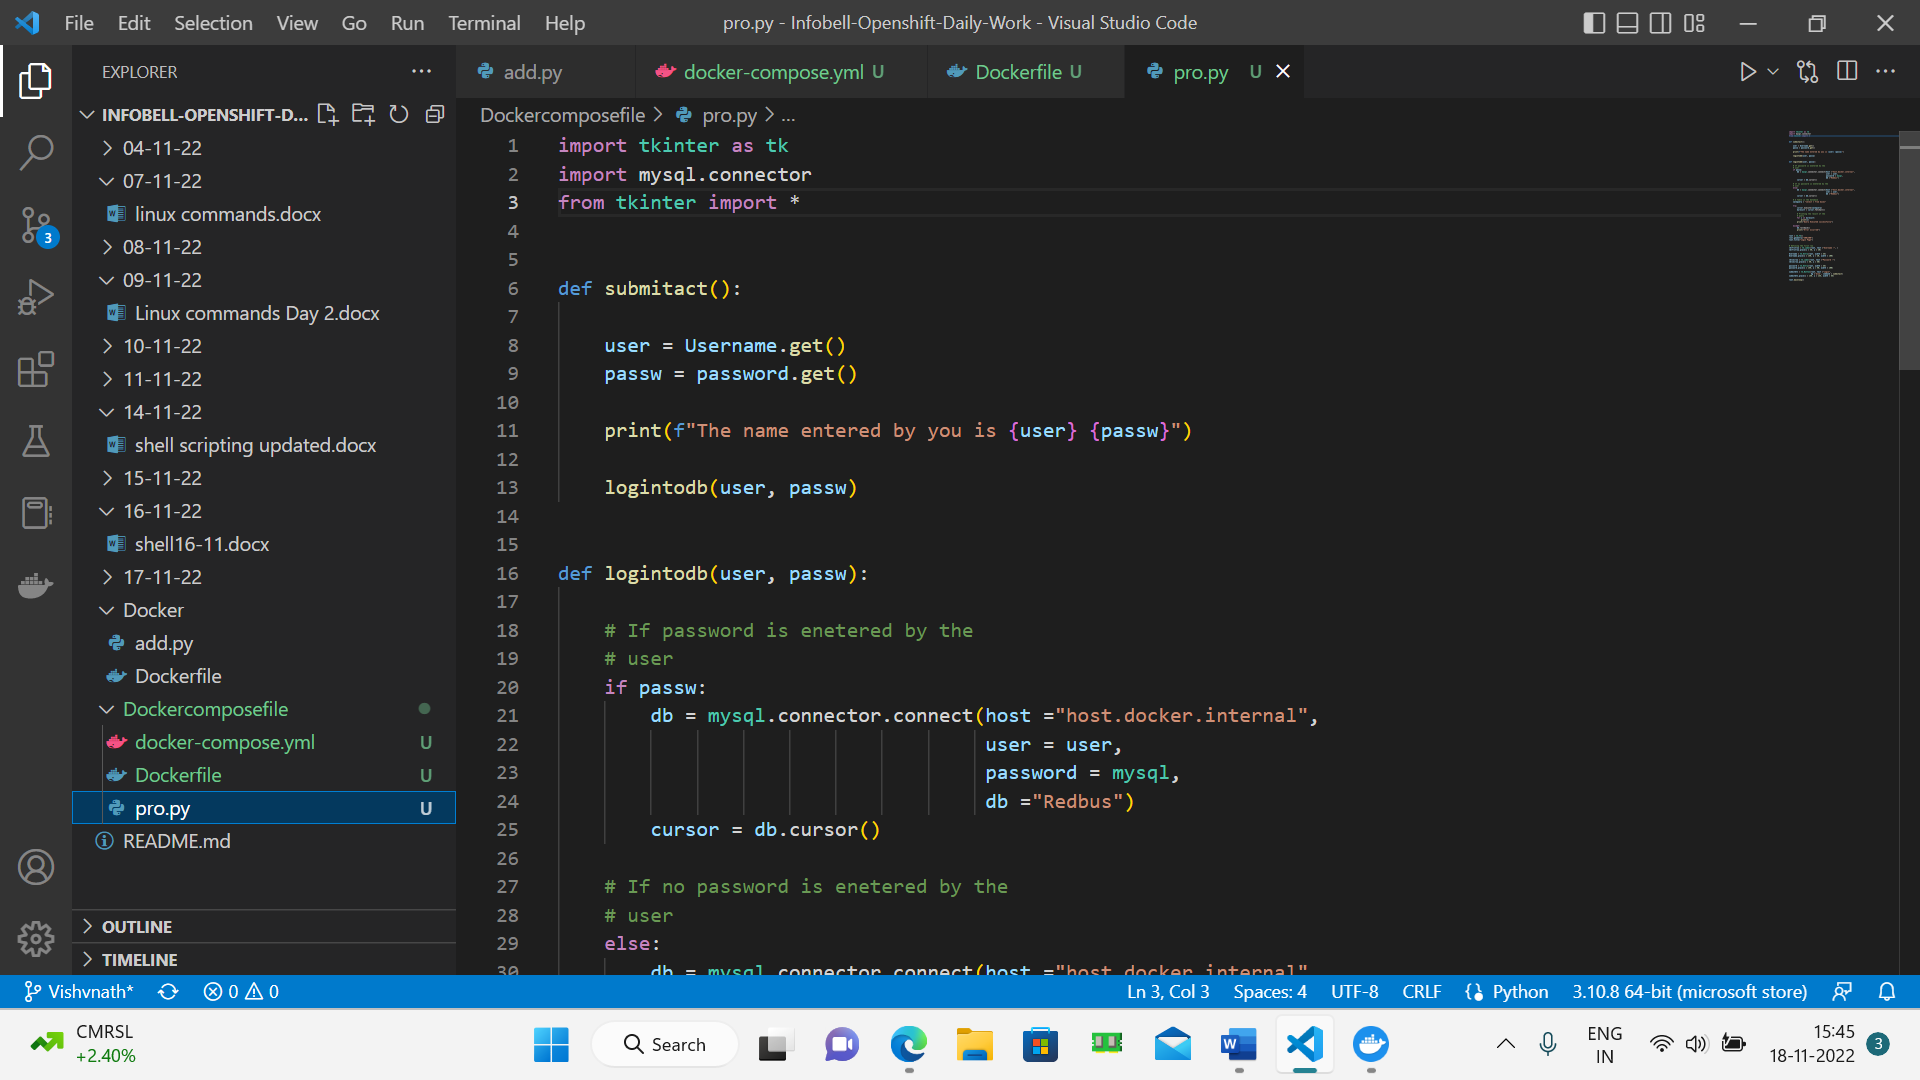 File Edit Selection View Go Run Terminal Help
pro.py - Infobell-Openshift-Daily-Work - Visual Studio Code
EXPLORER
INFOBELL-OPENSHIFT-D...
04-11-22
07-11-22
linux commands.docx
08-11-22
09-11-22
Linux commands Day 2.docx
10-11-22
11-11-22
14-11-22
shell scripting updated.docx
15-11-22
16-11-22
shell16-11.docx
17-11-22
Docker
add.py
Dockerfile
Dockercomposefile
docker-compose.yml U
Dockerfile U
pro.py U
README.md
OUTLINE
TIMELINE
3
add.py
docker-compose.yml U
Dockerfile U
pro.py U
Dockercomposefile > pro.py > ...
1 import tkinter as tk
2 import mysql.connector
3 from tkinter import *
4
5
6 def submitact():
7
8 user = Username.get()
9 passw = password.get()
10
11 print(f"The name entered by you is {user} {passw}")
12
13 logintodb(user, passw)
14
15
16 def logintodb(user, passw):
17
18 # If password is enetered by the
19 # user
20 if passw:
21 db = mysql.connector.connect(host ="host.docker.internal",
22 user = user,
23 password = mysql,
24 db ="Redbus")
25 cursor = db.cursor()
26
27 # If no password is enetered by the
28 # user
29 else:
30 db = mysql.connector.connect(host ="host.docker.internal"
Vishvnath* 0 0
Ln 3, Col 3 Spaces: 4 UTF-8 CRLF Python 3.10.8 64-bit (microsoft store)
CMRSL
+2.40%
Search
ENG
IN
15:45
18-11-2022
3